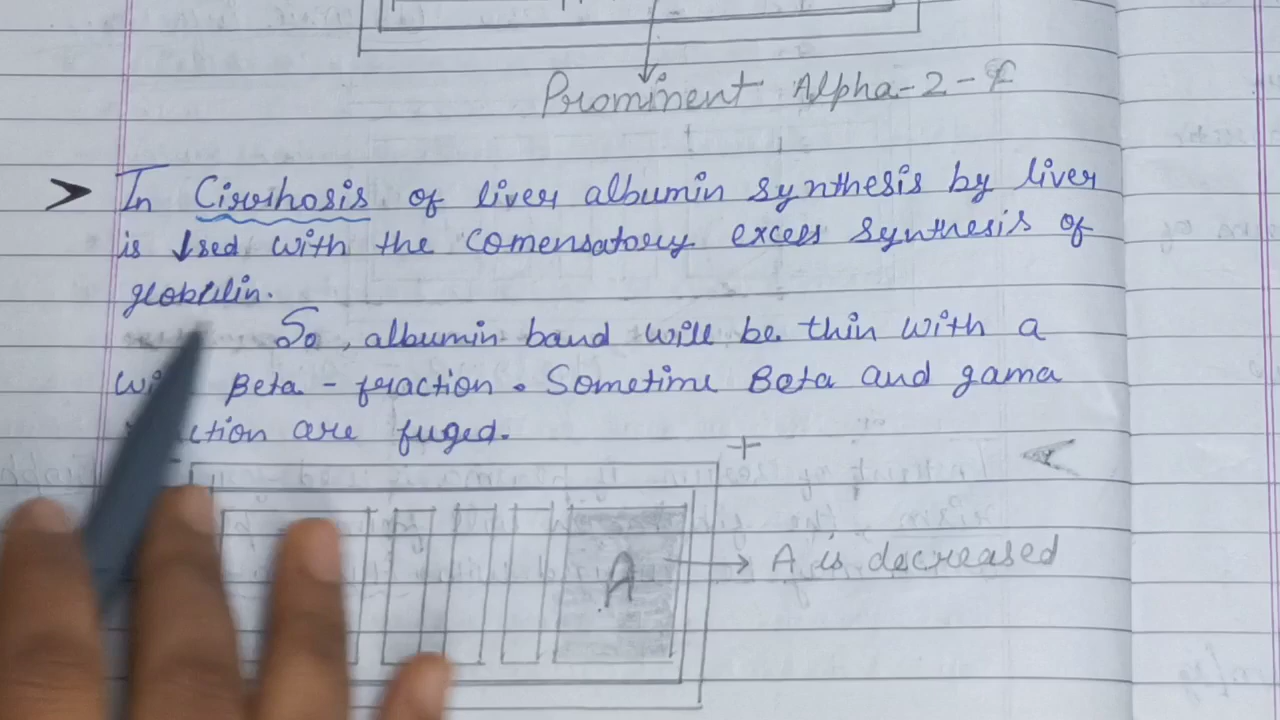 Prominent Alpha-2-f
> In Cirrhosis of liver albumin synthesis by liver
is ↓sed with the comensatory excess synthesis of
globulin.
So, albumin band will be thin with a
Beta - fraction. Sometime Beta and gama
ction are fuged.
- +
A → A is decreased